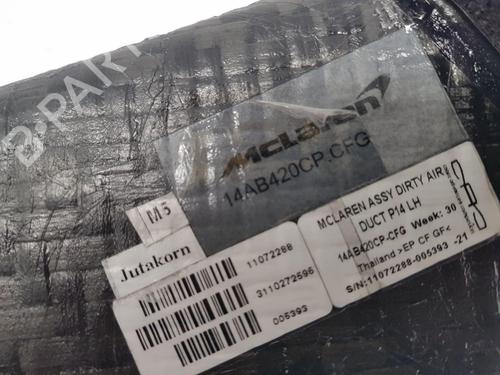 B-PARTS
McLaren
14AB420CP.CFG
M5
Jutakorn
11072288
3110272596
005393
MCLAREN ASSY DIRTY AIR
DUCT P14 LH
14AB420CP-CFG Week: 30
Thailand >EP CF GF<
S/N:11072288-005393 -21